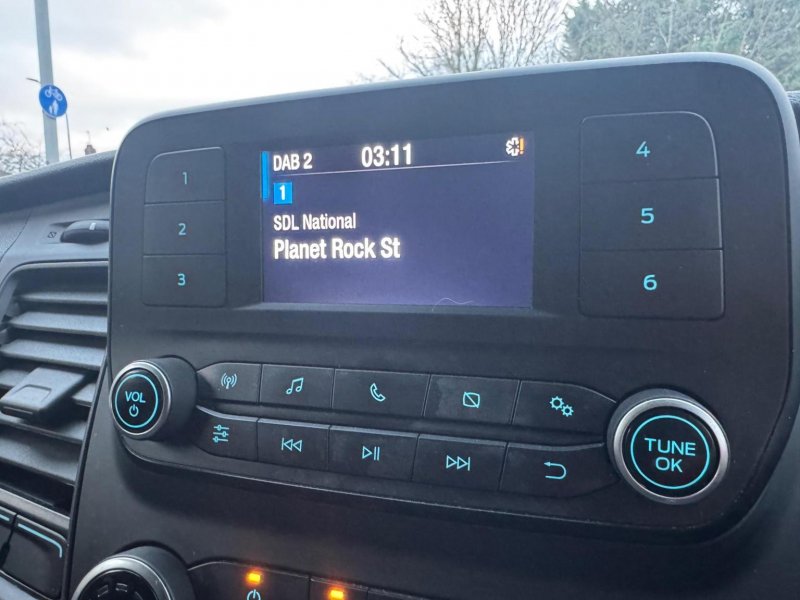 DAB 2 03:11
1
SDL National
Planet Rock St
1
2
3
4
5
6
VOL
TUNE
OK